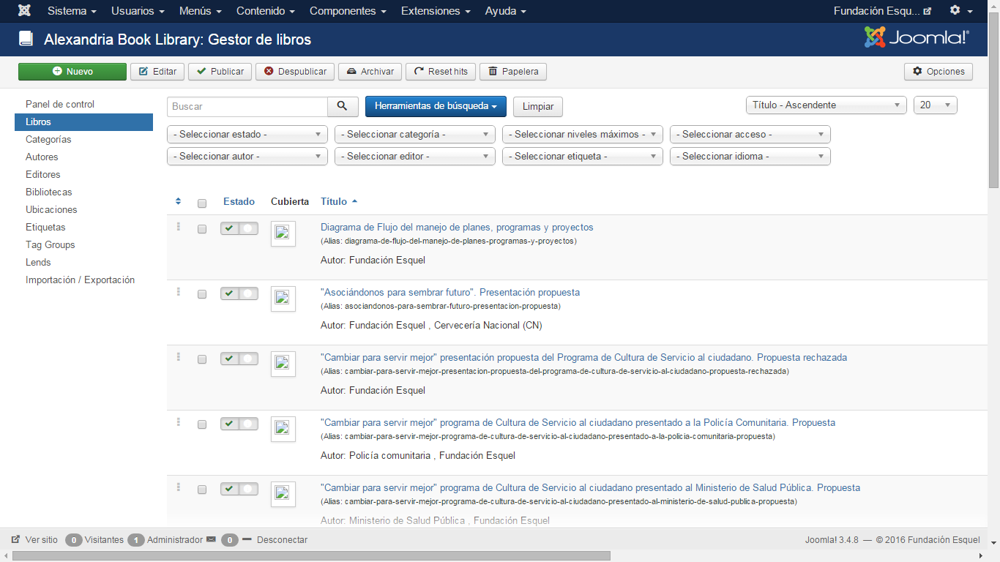 Sistema Usuarios Menús Contenido Componentes Extensiones Ayuda Fundación Esqu...
Alexandria Book Library: Gestor de libros Joomla!®
Nuevo Editar Publicar Despublicar Archivar Reset hits Papelera Opciones
Panel de control
Libros
Categorías
Autores
Editores
Bibliotecas
Ubicaciones
Etiquetas
Tag Groups
Lends
Importación / Exportación
Buscar Herramientas de búsqueda Limpiar Título - Ascendente 20
- Seleccionar estado - - Seleccionar categoría - - Seleccionar niveles máximos - - Seleccionar acceso -
- Seleccionar autor - - Seleccionar editor - - Seleccionar etiqueta - - Seleccionar idioma -
Estado Cubierta Título
Diagrama de Flujo del manejo de planes, programas y proyectos
(Alias: diagrama-de-flujo-del-manejo-de-planes-programas-y-proyectos)
Autor: Fundación Esquel
"Asociándonos para sembrar futuro". Presentación propuesta
(Alias: asociandonos-para-sembrar-futuro-presentacion-propuesta)
Autor: Fundación Esquel , Cervecería Nacional (CN)
"Cambiar para servir mejor" presentación propuesta del Programa de Cultura de Servicio al ciudadano. Propuesta rechazada
(Alias: cambiar-para-servir-mejor-presentacion-propuesta-del-programa-de-cultura-de-servicio-al-ciudadano-propuesta-rechazada)
Autor: Fundación Esquel
"Cambiar para servir mejor" programa de Cultura de Servicio al ciudadano presentado a la Policía Comunitaria. Propuesta
(Alias: cambiar-para-servir-mejor-programa-de-cultura-de-servicio-al-ciudadano-presentado-a-la-policia-comunitaria-propuesta)
Autor: Policía comunitaria , Fundación Esquel
"Cambiar para servir mejor" programa de Cultura de Servicio al ciudadano presentado al Ministerio de Salud Pública. Propuesta
(Alias: cambiar-para-servir-mejor-programa-de-cultura-de-servicio-al-ciudadano-presentado-al-ministerio-de-salud-publica-propuesta)
Autor: Ministerio de Salud Pública , Fundación Esquel
Ver sitio 0 Visitantes 1 Administrador 0 Desconectar Joomla! 3.4.8 — © 2016 Fundación Esquel